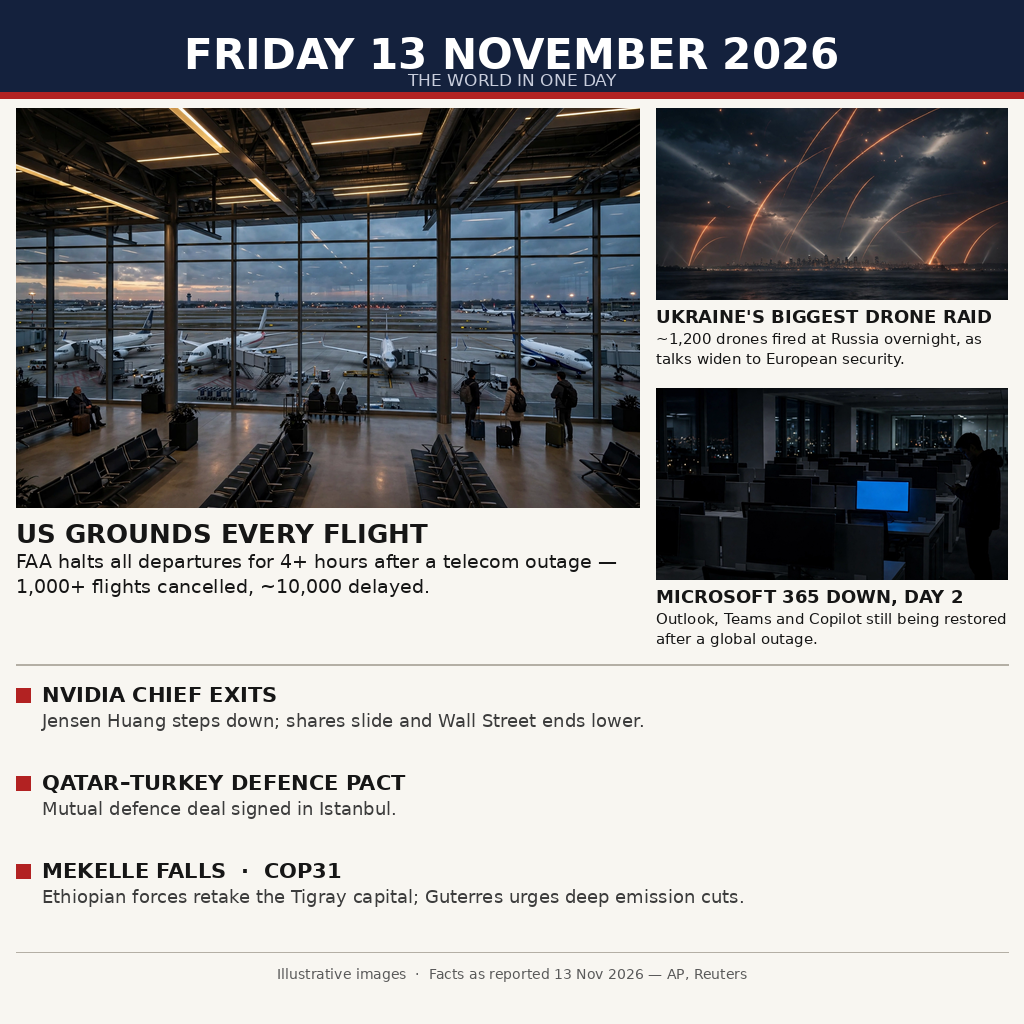 FRIDAY 13 NOVEMBER 2026
THE WORLD IN ONE DAY
US GROUNDS EVERY FLIGHT
FAA halts all departures for 4+ hours after a telecom outage —
1,000+ flights cancelled, ~10,000 delayed.
UKRAINE'S BIGGEST DRONE RAID
~1,200 drones fired at Russia overnight, as
talks widen to European security.
MICROSOFT 365 DOWN, DAY 2
Outlook, Teams and Copilot still being restored
after a global outage.
NVIDIA CHIEF EXITS
Jensen Huang steps down; shares slide and Wall Street ends lower.
QATAR–TURKEY DEFENCE PACT
Mutual defence deal signed in Istanbul.
MEKELLE FALLS · COP31
Ethiopian forces retake the Tigray capital; Guterres urges deep emission cuts.
Illustrative images · Facts as reported 13 Nov 2026 — AP, Reuters